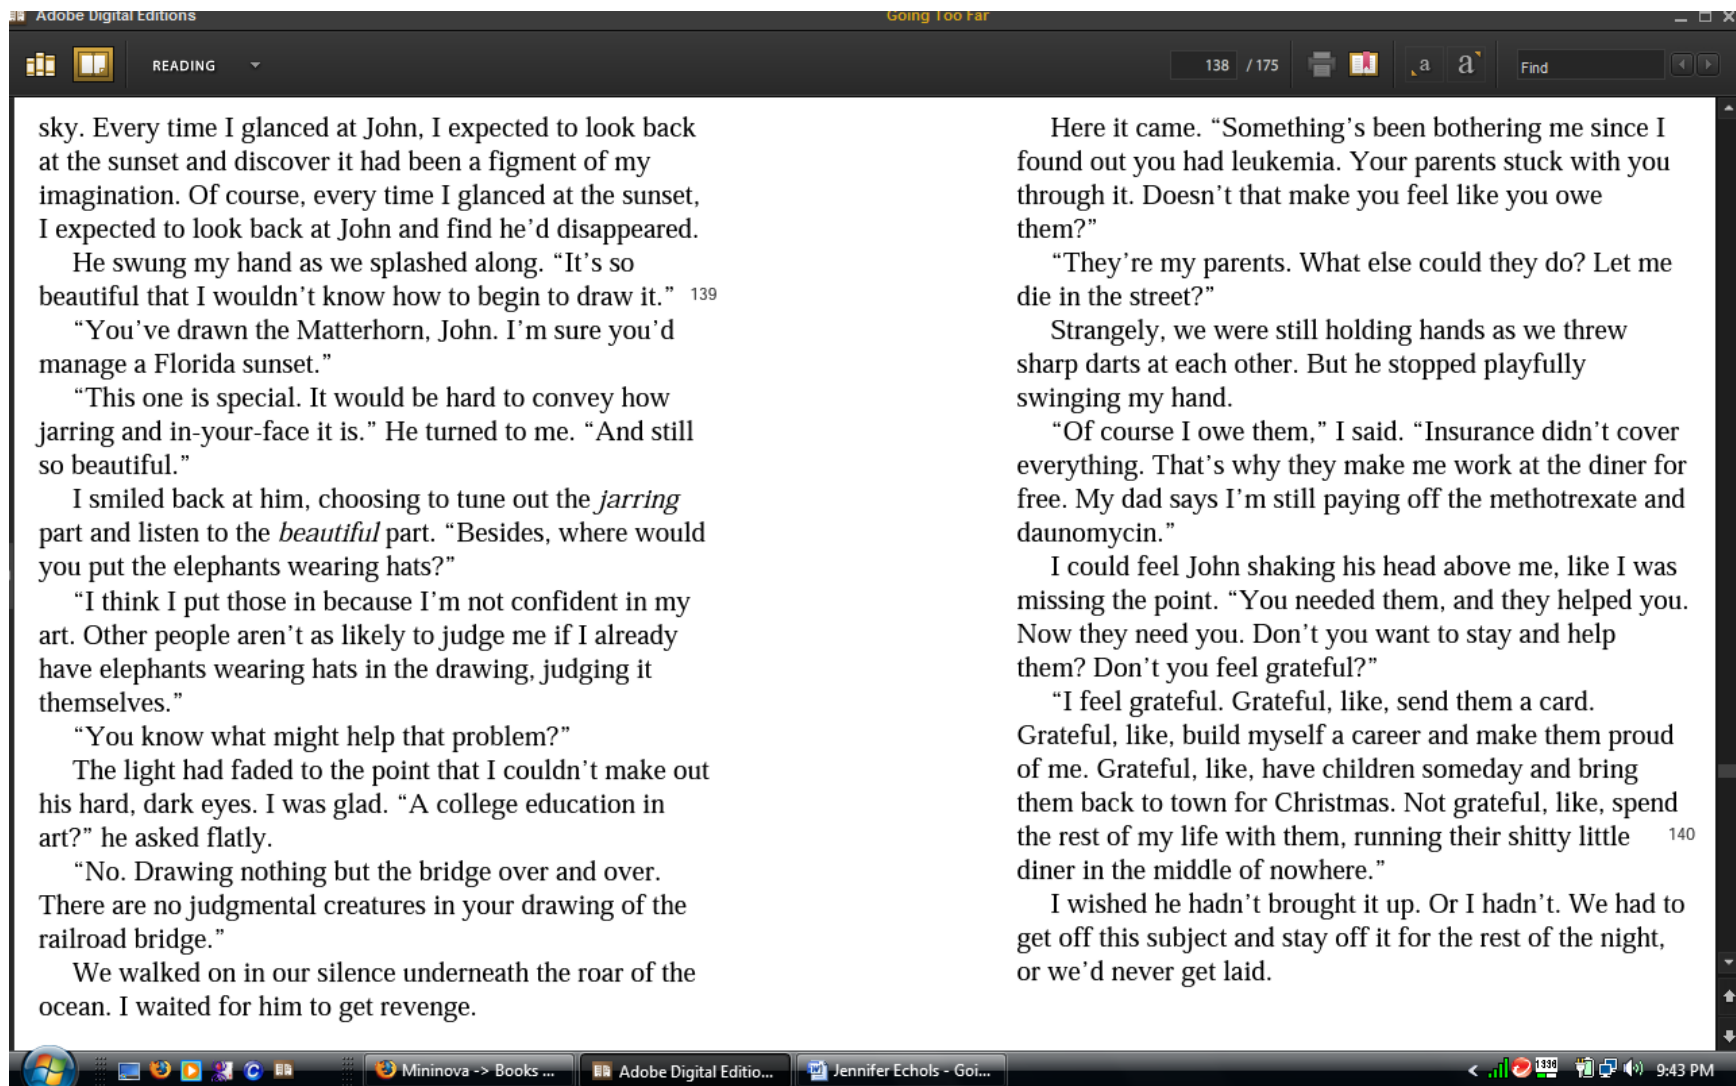 Adobe Digital Editions
Going Too Far
READING
138 / 175
a
a
Find
sky. Every time I glanced at John, I expected to look back
at the sunset and discover it had been a figment of my
imagination. Of course, every time I glanced at the sunset,
I expected to look back at John and find he’d disappeared.
He swung my hand as we splashed along. “It’s so
beautiful that I wouldn’t know how to begin to draw it.” 139
“You’ve drawn the Matterhorn, John. I’m sure you’d
manage a Florida sunset.”
“This one is special. It would be hard to convey how
jarring and in-your-face it is.” He turned to me. “And still
so beautiful.”
I smiled back at him, choosing to tune out the jarring
part and listen to the beautiful part. “Besides, where would
you put the elephants wearing hats?”
“I think I put those in because I’m not confident in my
art. Other people aren’t as likely to judge me if I already
have elephants wearing hats in the drawing, judging it
themselves.”
“You know what might help that problem?”
The light had faded to the point that I couldn’t make out
his hard, dark eyes. I was glad. “A college education in
art?” he asked flatly.
“No. Drawing nothing but the bridge over and over.
There are no judgmental creatures in your drawing of the
railroad bridge.”
We walked on in our silence underneath the roar of the
ocean. I waited for him to get revenge.
Here it came. “Something’s been bothering me since I
found out you had leukemia. Your parents stuck with you
through it. Doesn’t that make you feel like you owe
them?”
“They’re my parents. What else could they do? Let me
die in the street?”
Strangely, we were still holding hands as we threw
sharp darts at each other. But he stopped playfully
swinging my hand.
“Of course I owe them,” I said. “Insurance didn’t cover
everything. That’s why they make me work at the diner for
free. My dad says I’m still paying off the methotrexate and
daunomycin.”
I could feel John shaking his head above me, like I was
missing the point. “You needed them, and they helped you.
Now they need you. Don’t you want to stay and help
them? Don’t you feel grateful?”
“I feel grateful. Grateful, like, send them a card.
Grateful, like, build myself a career and make them proud
of me. Grateful, like, have children someday and bring
them back to town for Christmas. Not grateful, like, spend
the rest of my life with them, running their shitty little 140
diner in the middle of nowhere.”
I wished he hadn’t brought it up. Or I hadn’t. We had to
get off this subject and stay off it for the rest of the night,
or we’d never get laid.
Mininova -> Books ...
Adobe Digital Editio...
Jennifer Echols - Goi...
9:43 PM